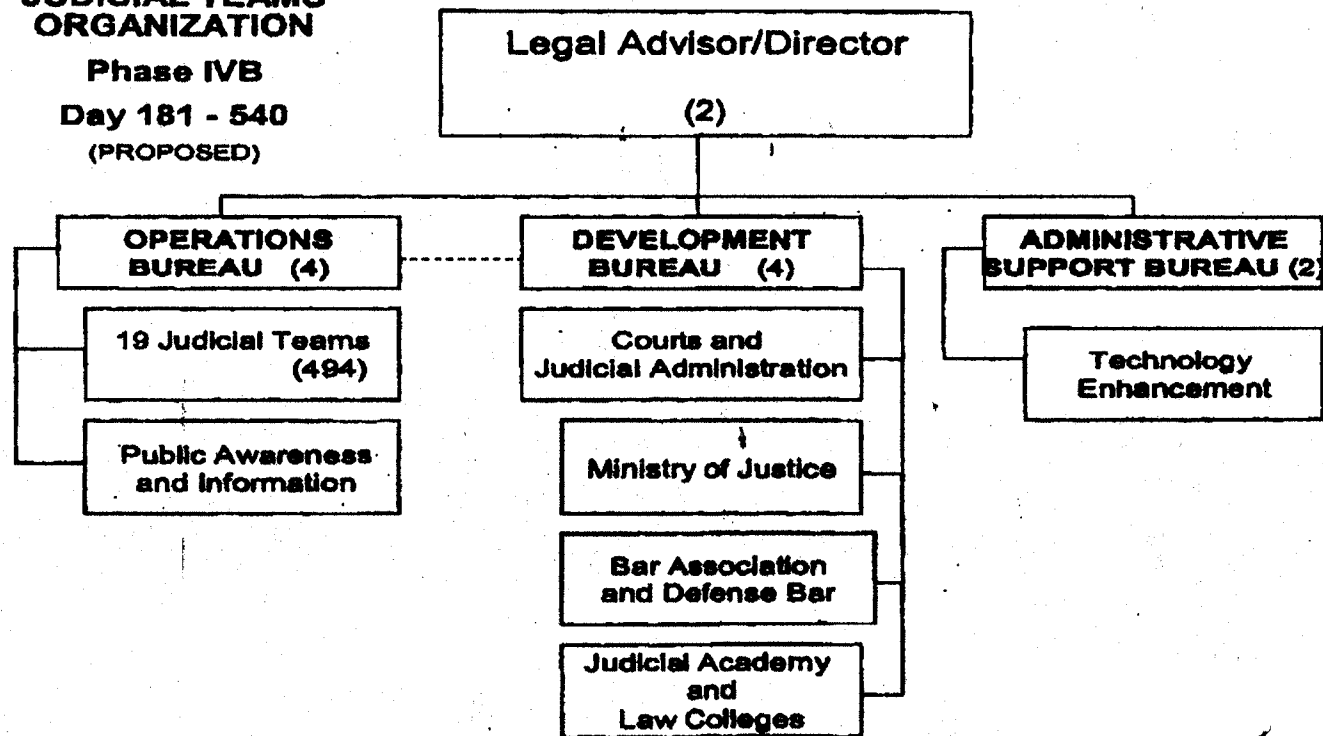 JUDICIAL TEAMS
ORGANIZATION
Phase IVB
Day 181 - 540
(PROPOSED)
Legal Advisor/Director
(2)
OPERATIONS
BUREAU (4)
19 Judicial Teams
(494)
Public Awareness
and Information
DEVELOPMENT
BUREAU (4)
Courts and
Judicial Administration
Ministry of Justice
Bar Association
and Defense Bar
Judicial Academy
and
Law Colleges
ADMINISTRATIVE
SUPPORT BUREAU (2)
Technology
Enhancement